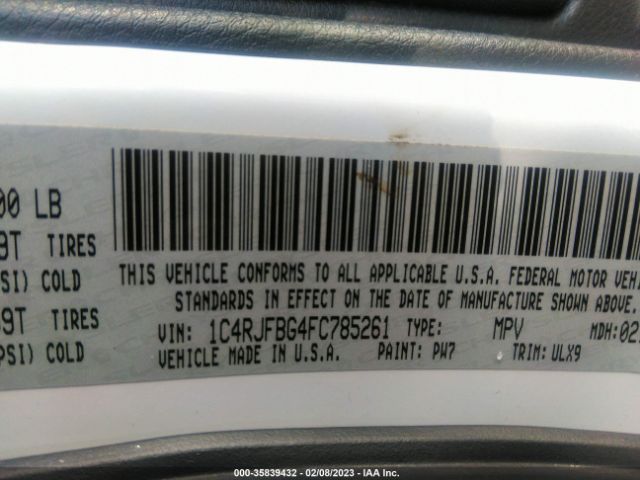 00 LB
9T TIRES
SI) COLD
39T TIRES
PSI) COLD
THIS VEHICLE CONFORMS TO ALL APPLICABLE U.S.A. FEDERAL MOTOR VEHI
STANDARDS IN EFFECT ON THE DATE OF MANUFACTURE SHOWN ABOVE.
VIN: 1C4RJFBG4FC785261 TYPE: MPV MDH:02
VEHICLE MADE IN U.S.A. PAINT: PW7 TRIM: ULX9
000-35839432 - 02/08/2023 - IAA Inc.